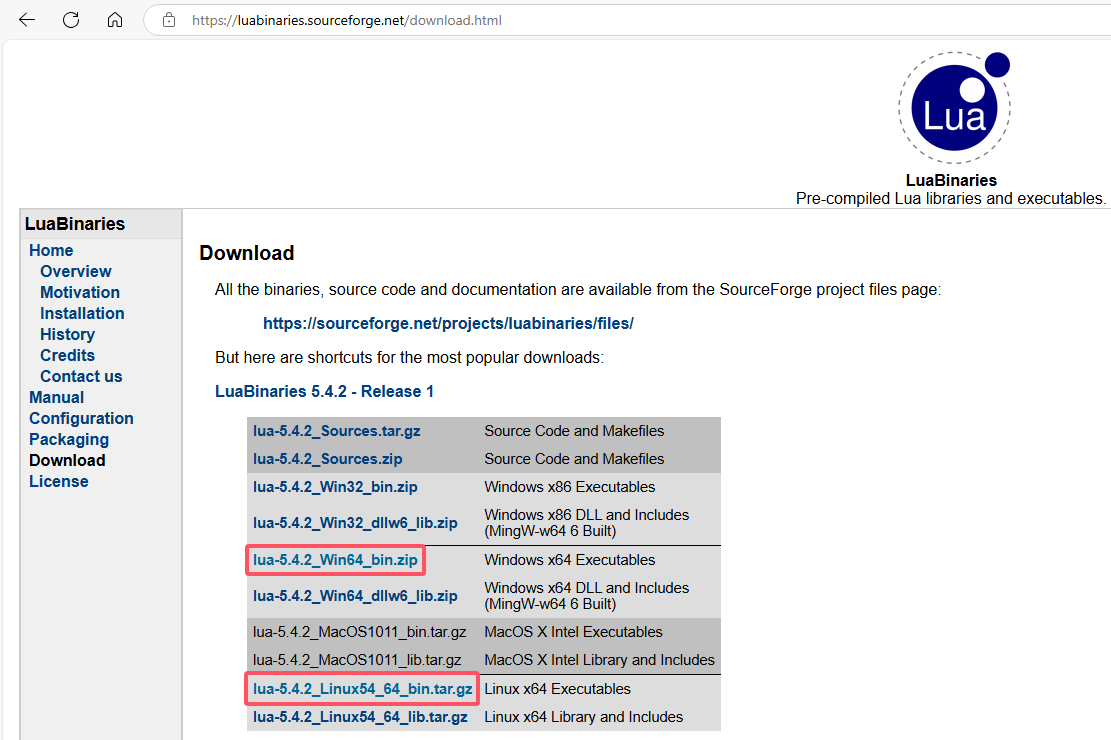 https://luabinaries.sourceforge.net/download.html
Lua
LuaBinaries
Pre-compiled Lua libraries and executables.
LuaBinaries
Home
Overview
Motivation
Installation
History
Credits
Contact us
Manual
Configuration
Packaging
Download
License
Download
All the binaries, source code and documentation are available from the SourceForge project files page:
https://sourceforge.net/projects/luabinaries/files/
But here are shortcuts for the most popular downloads:
LuaBinaries 5.4.2 - Release 1
lua-5.4.2_Sources.tar.gz Source Code and Makefiles
lua-5.4.2_Sources.zip Source Code and Makefiles
lua-5.4.2_Win32_bin.zip Windows x86 Executables
lua-5.4.2_Win32_dllw6_lib.zip Windows x86 DLL and Includes
(MingW-w64 6 Built)
lua-5.4.2_Win64_bin.zip Windows x64 Executables
lua-5.4.2_Win64_dllw6_lib.zip Windows x64 DLL and Includes
(MingW-w64 6 Built)
lua-5.4.2_MacOS1011_bin.tar.gz MacOS X Intel Executables
lua-5.4.2_MacOS1011_lib.tar.gz MacOS X Intel Library and Includes
lua-5.4.2_Linux54_64_bin.tar.gz Linux x64 Executables
lua-5.4.2_Linux54_64_lib.tar.gz Linux x64 Library and Includes